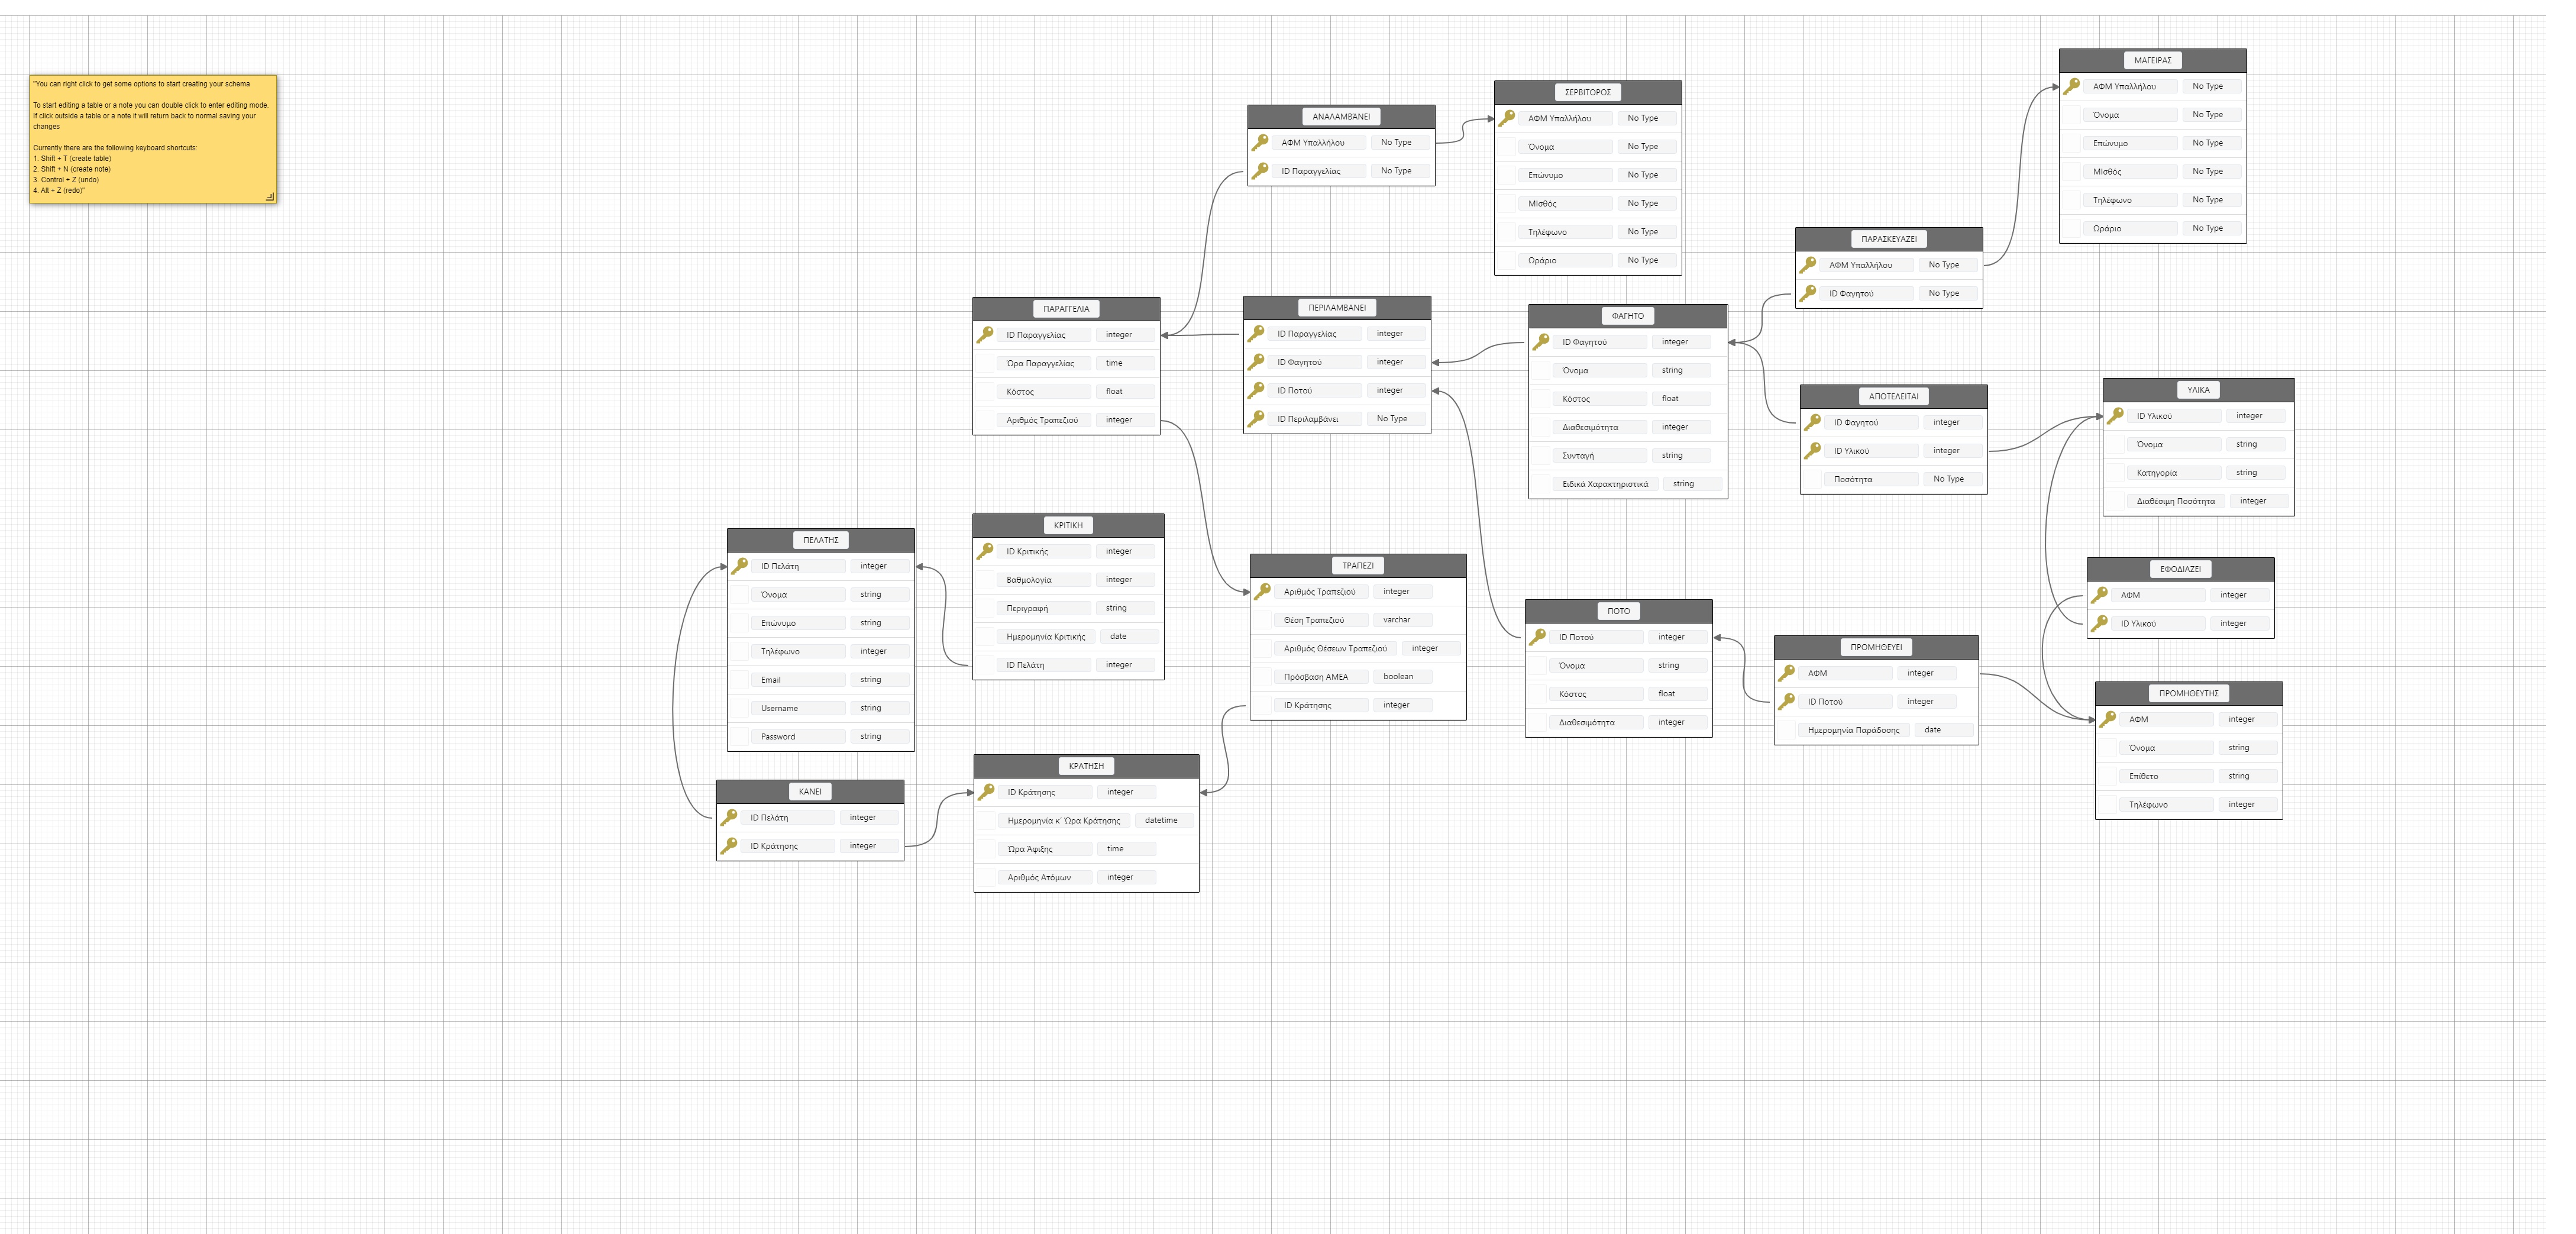 "You can right click to get some options to start creating your schema
To start editing a table or a note you can double click to enter editing mode.
If click outside a table or a note it will return back to normal saving your
changes
Currently there are the following keyboard shortcuts:
1. Shift + T (create table)
2. Shift + N (create note)
3. Control + Z (undo)
4. Alt + Z (redo)"
ΑΝΑΛΑΜΒΆΝΕΙ
ΑΦΜ Υπαλλήλου No Type
ID Παραγγελίας No Type
ΣΕΡΒΙΤΟΡΟΣ
ΑΦΜ Υπαλλήλου No Type
Όνομα No Type
Επώνυμο No Type
ΜΙσθός No Type
Τηλέφωνο No Type
Ωράριο No Type
ΜΑΓΕΙΡΑΣ
ΑΦΜ Υπαλλήλου No Type
Όνομα No Type
Επώνυμο No Type
ΜΙσθός No Type
Τηλέφωνο No Type
Ωράριο No Type
ΠΑΡΑΣΚΕΥΑΖΕΙ
ΑΦΜ Υπαλλήλου No Type
ID Φαγητού No Type
ΠΑΡΑΓΓΕΛΙΑ
ID Παραγγελίας integer
Ώρα Παραγγελίας time
Κόστος float
Αριθμός Τραπεζιού integer
ΠΕΡΙΛΑΜΒΑΝΕΙ
ID Παραγγελίας integer
ID Φαγητού integer
ID Ποτού integer
ID Περιλαμβάνει No Type
ΦΑΓΗΤΟ
ID Φαγητού integer
Όνομα string
Κόστος float
Διαθεσιμότητα integer
Συνταγή string
Ειδικά Χαρακτηριστικά string
ΑΠΟΤΕΛΕΙΤΑΙ
ID Φαγητού integer
ID Υλικού integer
Ποσότητα No Type
ΥΛΙΚΑ
ID Υλικού integer
Όνομα string
Κατηγορία string
Διαθέσιμη Ποσότητα integer
ΠΕΛΑΤΗΣ
ID Πελάτη integer
Όνομα string
Επώνυμο string
Τηλέφωνο integer
Email string
Username string
Password string
ΚΡΙΤΙΚΗ
ID Κριτικής integer
Βαθμολογία integer
Περιγραφή string
Ημερομηνία Κριτικής date
ID Πελάτη integer
ΤΡΑΠΕΖΙ
Αριθμός Τραπεζιού integer
Θέση Τραπεζιού varchar
Αριθμός Θέσεων Τραπεζιού integer
Πρόσβαση ΑΜΕΑ boolean
ID Κράτησης integer
ΠΟΤΟ
ID Ποτού integer
Όνομα string
Κόστος float
Διαθεσιμότητα integer
ΠΡΟΜΗΘΕΥΕΙ
ΑΦΜ integer
ID Ποτού integer
Ημερομηνία Παράδοσης date
ΕΦΟΔΙΑΖΕΙ
ΑΦΜ integer
ID Υλικού integer
ΠΡΟΜΗΘΕΥΤΗΣ
ΑΦΜ integer
Όνομα string
Επίθετο string
Τηλέφωνο integer
ΚΑΝΕΙ
ID Πελάτη integer
ID Κράτησης integer
ΚΡΑΤΗΣΗ
ID Κράτησης integer
Ημερομηνία κ' Ώρα Κράτησης datetime
Ώρα Άφιξης time
Αριθμός Ατόμων integer